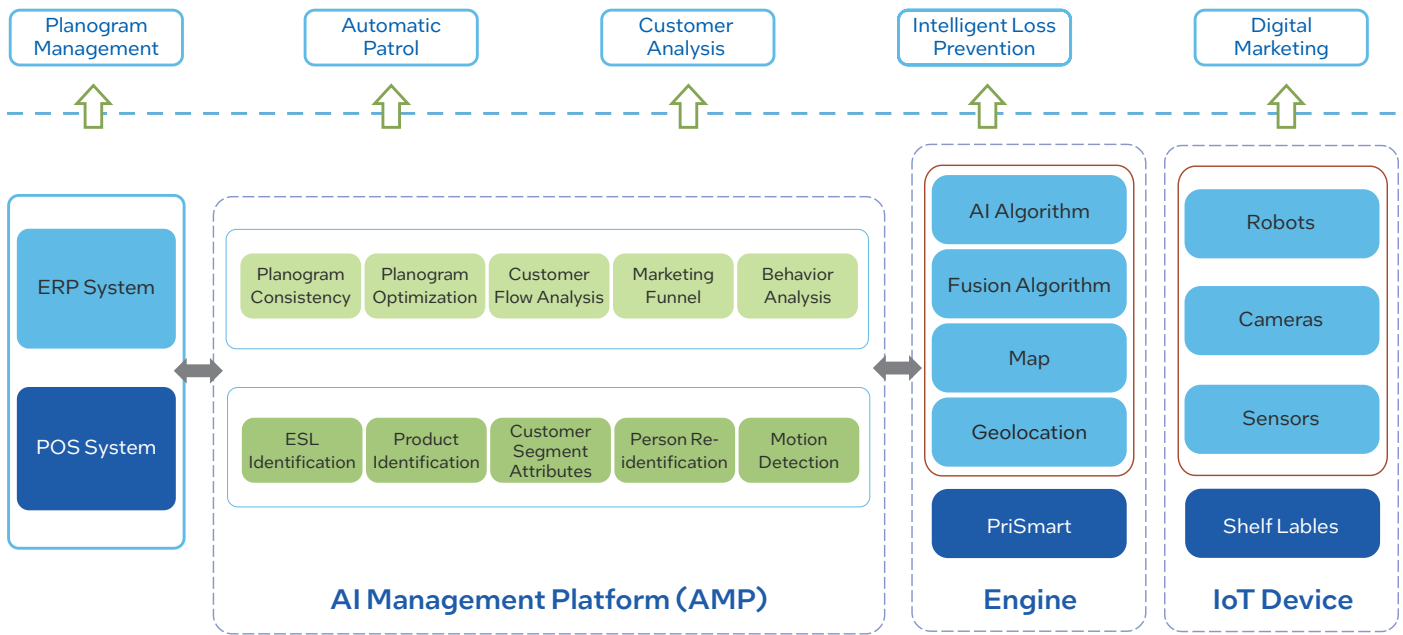 Planogram
Management
Automatic
Patrol
Customer
Analysis
Intelligent Loss
Prevention
Digital
Marketing
ERP System
POS System
Planogram
Consistency
Planogram
Optimization
Customer
Flow Analysis
Marketing
Funnel
Behavior
Analysis
ESL
Identification
Product
Identification
Customer
Segment
Attributes
Person Re-
identification
Motion
Detection
AI Management Platform (AMP)
AI Algorithm
Fusion Algorithm
Map
Geolocation
PriSmart
Engine
Robots
Cameras
Sensors
Shelf Lables
IoT Device